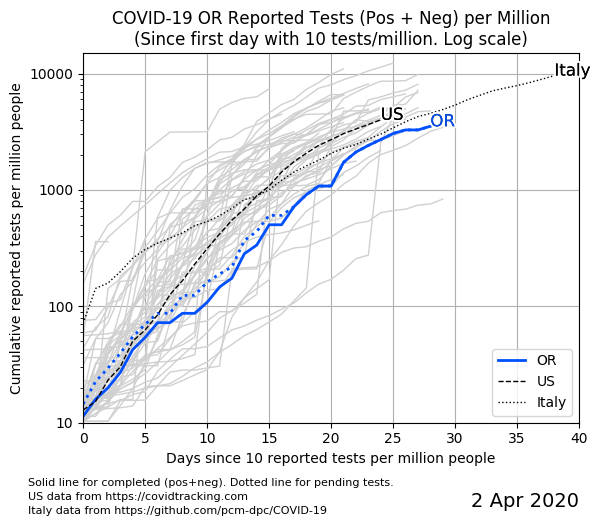 COVID-19 OR Reported Tests (Pos + Neg) per Million
(Since first day with 10 tests/million. Log scale)
Cumulative reported tests per million people
10000
1000
100
10
Italy
US
OR
OR
US
Italy
0 5 10 15 20 25 30 35 40
Days since 10 reported tests per million people
Solid line for completed (pos+neg). Dotted line for pending tests.
US data from https://covidtracking.com
Italy data from https://github.com/pcm-dpc/COVID-19
2 Apr 2020